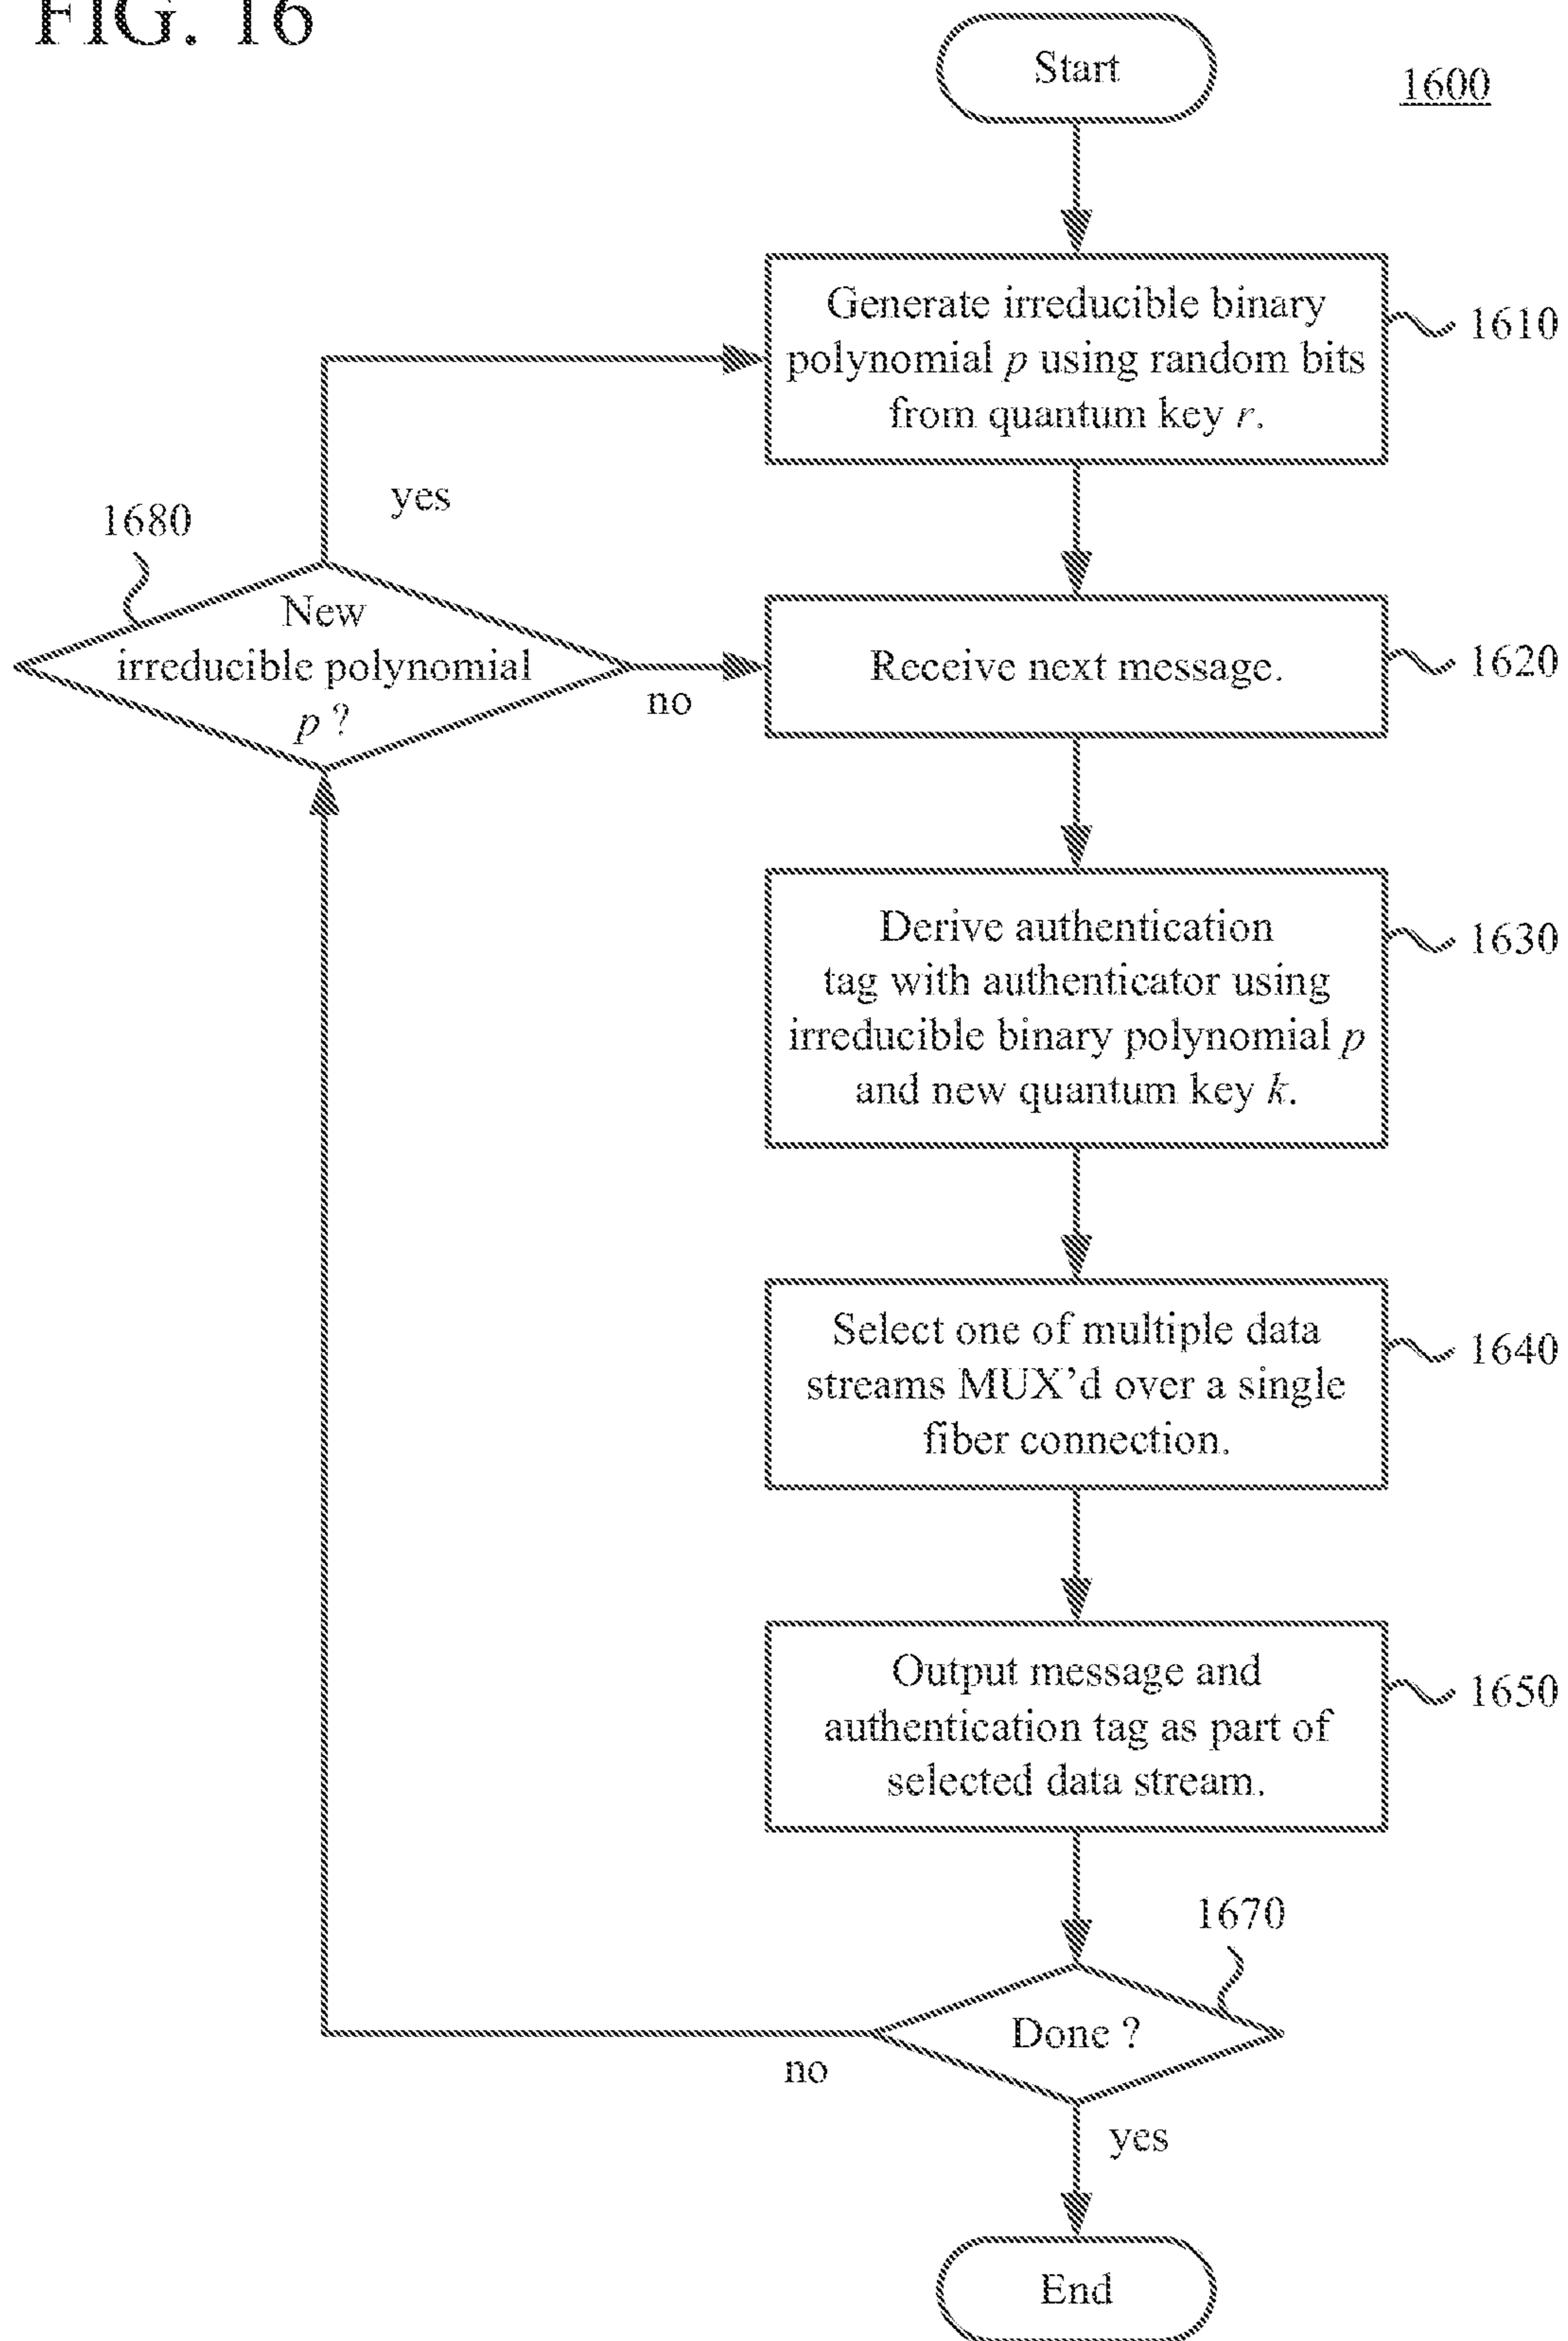 FIG. 16
Start
1600
Generate irreducible binary
polynomial p using random bits
from quantum key r.
1610
yes
1680
New
irreducible polynomial
p ?
no
Receive next message.
1620
Derive authentication
tag with authenticator using
irreducible binary polynomial p
and new quantum key k.
1630
Select one of multiple data
streams MUX’d over a single
fiber connection.
1640
Output message and
authentication tag as part of
selected data stream.
1650
1670
Done ?
no
yes
End